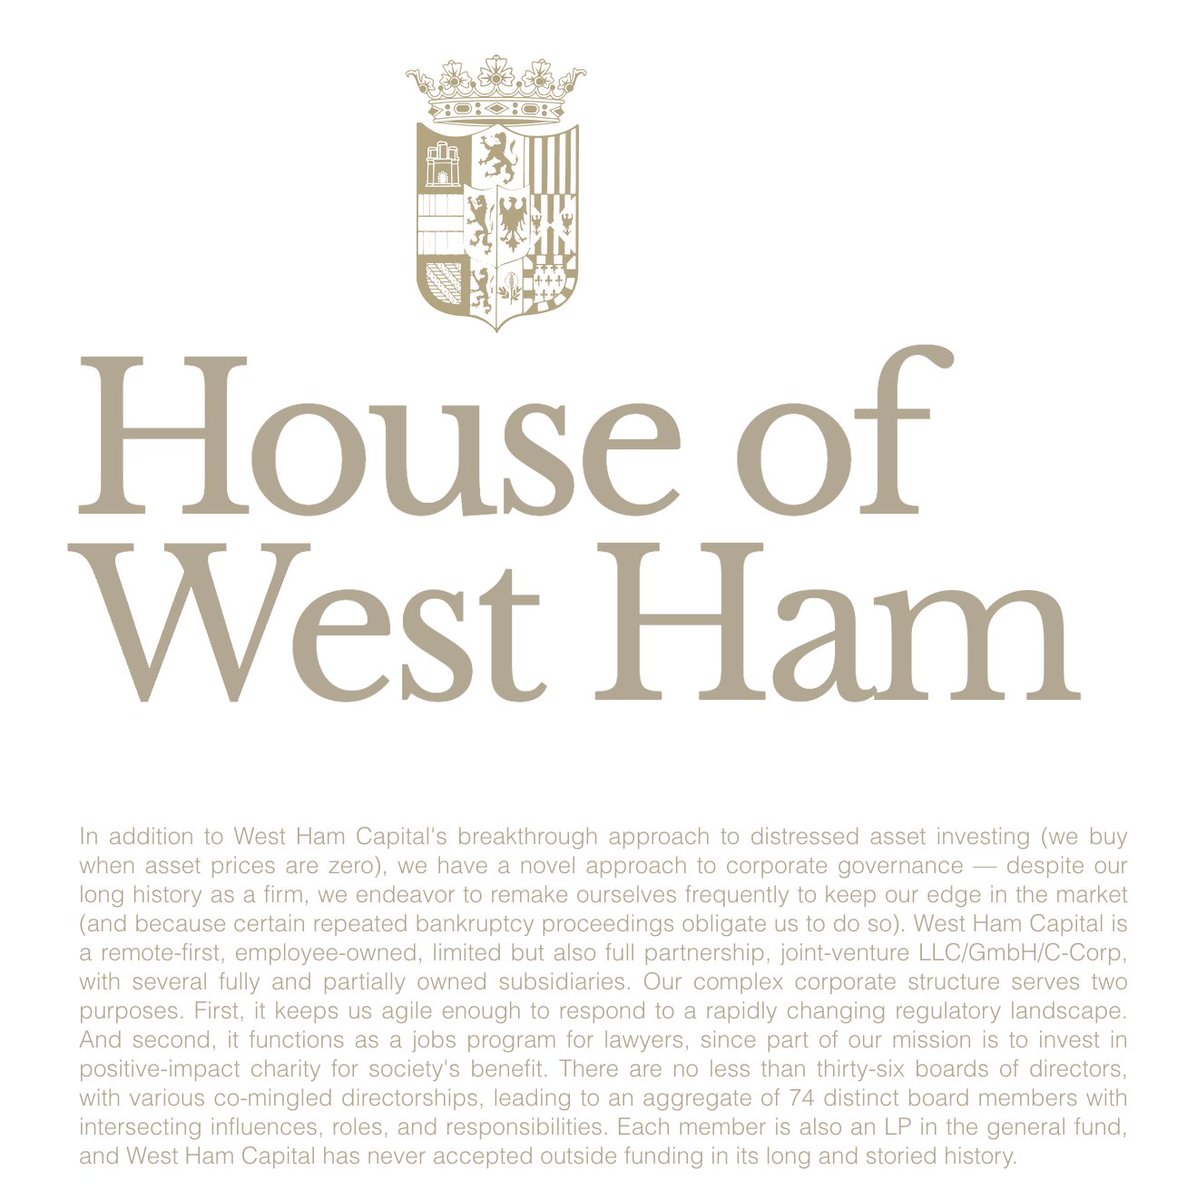 House of
West Ham
In addition to West Ham Capital's breakthrough approach to distressed asset investing (we buy
when asset prices are zero), we have a novel approach to corporate governance — despite our
long history as a firm, we endeavor to remake ourselves frequently to keep our edge in the market
(and because certain repeated bankruptcy proceedings obligate us to do so). West Ham Capital is
a remote-first, employee-owned, limited but also full partnership, joint-venture LLC/GmbH/C-Corp,
with several fully and partially owned subsidiaries. Our complex corporate structure serves two
purposes. First, it keeps us agile enough to respond to a rapidly changing regulatory landscape.
And second, it functions as a jobs program for lawyers, since part of our mission is to invest in
positive-impact charity for society's benefit. There are no less than thirty-six boards of directors,
with various co-mingled directorships, leading to an aggregate of 74 distinct board members with
intersecting influences, roles, and responsibilities. Each member is also an LP in the general fund,
and West Ham Capital has never accepted outside funding in its long and storied history.